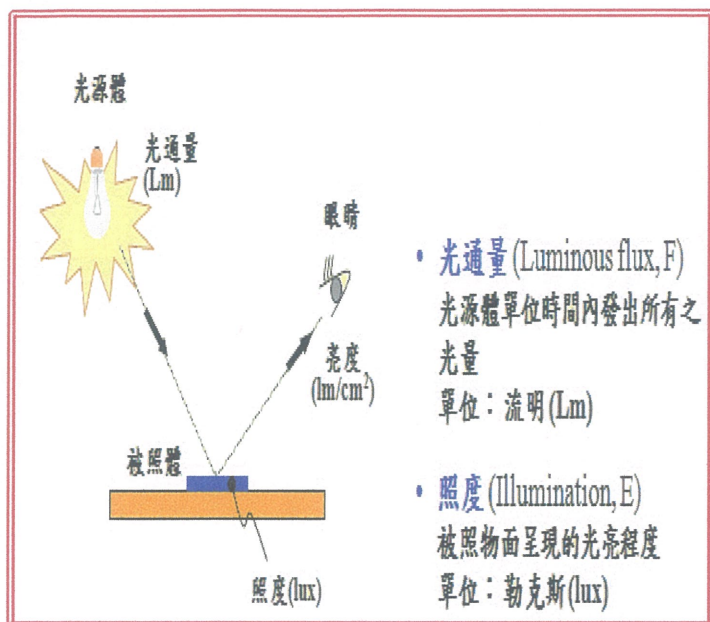 光源體
光通量
(Lm)
眼睛
亮度
(lm/cm²)
被照體
照度(lux)
• 光通量(Luminous flux, F)
光源體單位時間內發出所有之
光量
單位：流明(Lm)
• 照度(Illumination, E)
被照物面呈現的光亮程度
單位：勒克斯(lux)